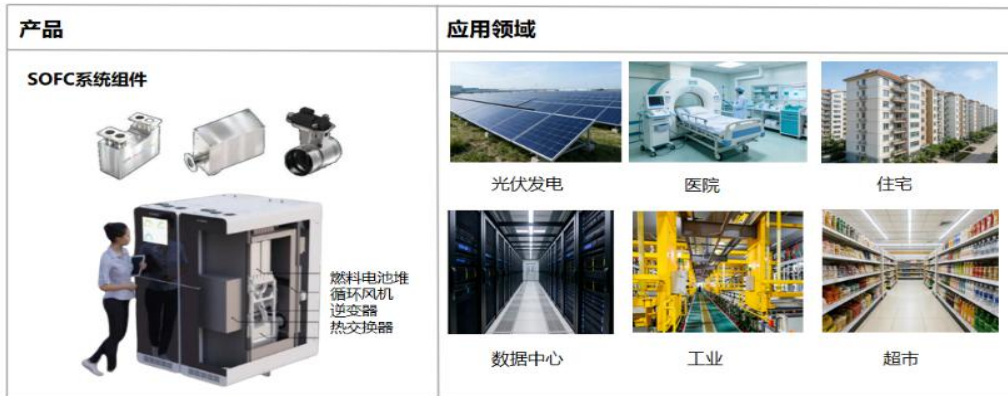 产品
应用领域
SOFC系统组件
燃料电池堆
循环风机
逆变器
热交换器
光伏发电
医院
住宅
数据中心
工业
超市